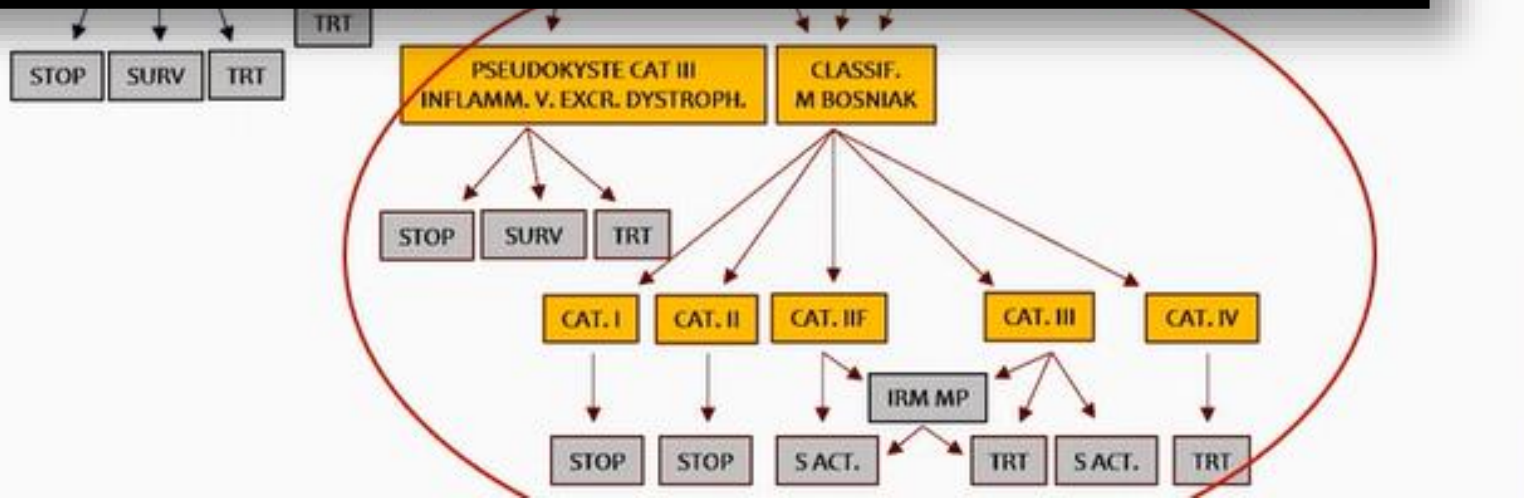 TRT
STOP SURV TRT
PSEUDOKYSTE CAT III
INFLAMM. V. EXCR. DYSTROPH.
CLASSIF.
M BOSNIAK
STOP SURV TRT
CAT. I CAT. II CAT. IIF CAT. III CAT. IV
IRM MP
STOP STOP S ACT. TRT S ACT. TRT